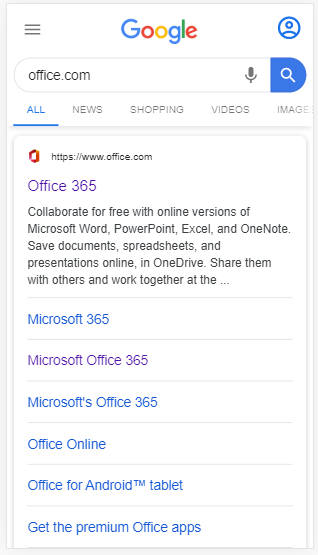 Google
office.com
ALL NEWS SHOPPING VIDEOS IMAGE
https://www.office.com
Office 365
Collaborate for free with online versions of
Microsoft Word, PowerPoint, Excel, and OneNote.
Save documents, spreadsheets, and
presentations online, in OneDrive. Share them
with others and work together at the ...
Microsoft 365
Microsoft Office 365
Microsoft's Office 365
Office Online
Office for Android™ tablet
Get the premium Office apps